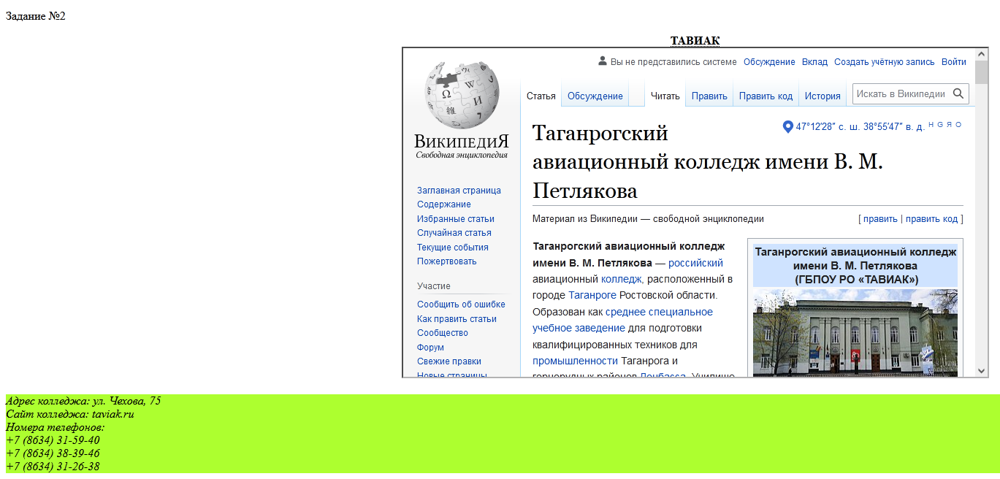 Задание №2
ТАВИАК
Вы не представились системе Обсуждение Вклад Создать учётную запись Войти
Статья Обсуждение Читать Править Править код История Искать в Википедии
ВикипедиЯ
Свободная энциклопедия
47°12′28″ с. ш. 38°55′47″ в. д. H G Я O
Таганрогский
авиационный колледж имени В. М.
Петлякова
Материал из Википедии — свободной энциклопедии [ править | править код ]
Заглавная страница
Содержание
Избранные статьи
Случайная статья
Текущие события
Пожертвовать
Участие
Сообщить об ошибке
Как править статьи
Сообщество
Форум
Свежие правки
Новые страницы
Таганрогский авиационный колледж
имени В. М. Петлякова — российский
авиационный колледж, расположенный в
городе Таганроге Ростовской области.
Образован как среднее специальное
учебное заведение для подготовки
квалифицированных техников для
промышленности Таганрога и
горнорудных районов Донбасса. Училище
Таганрогский авиационный колледж
имени В. М. Петлякова
(ГБПОУ РО «ТАВИАК»)
Адрес колледжа: ул. Чехова, 75
Сайт колледжа: taviak.ru
Номера телефонов:
+7 (8634) 31-59-40
+7 (8634) 38-39-46
+7 (8634) 31-26-38